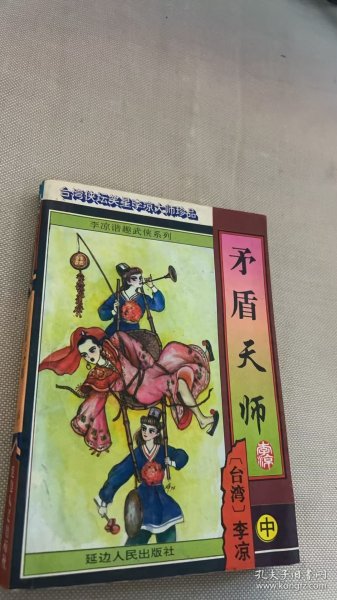 台湾侠坛笑星李凉大师珍品
李凉谐趣武侠系列
矛盾天师
李凉
〔台湾〕李凉
中
延边人民出版社
孔夫子旧书网